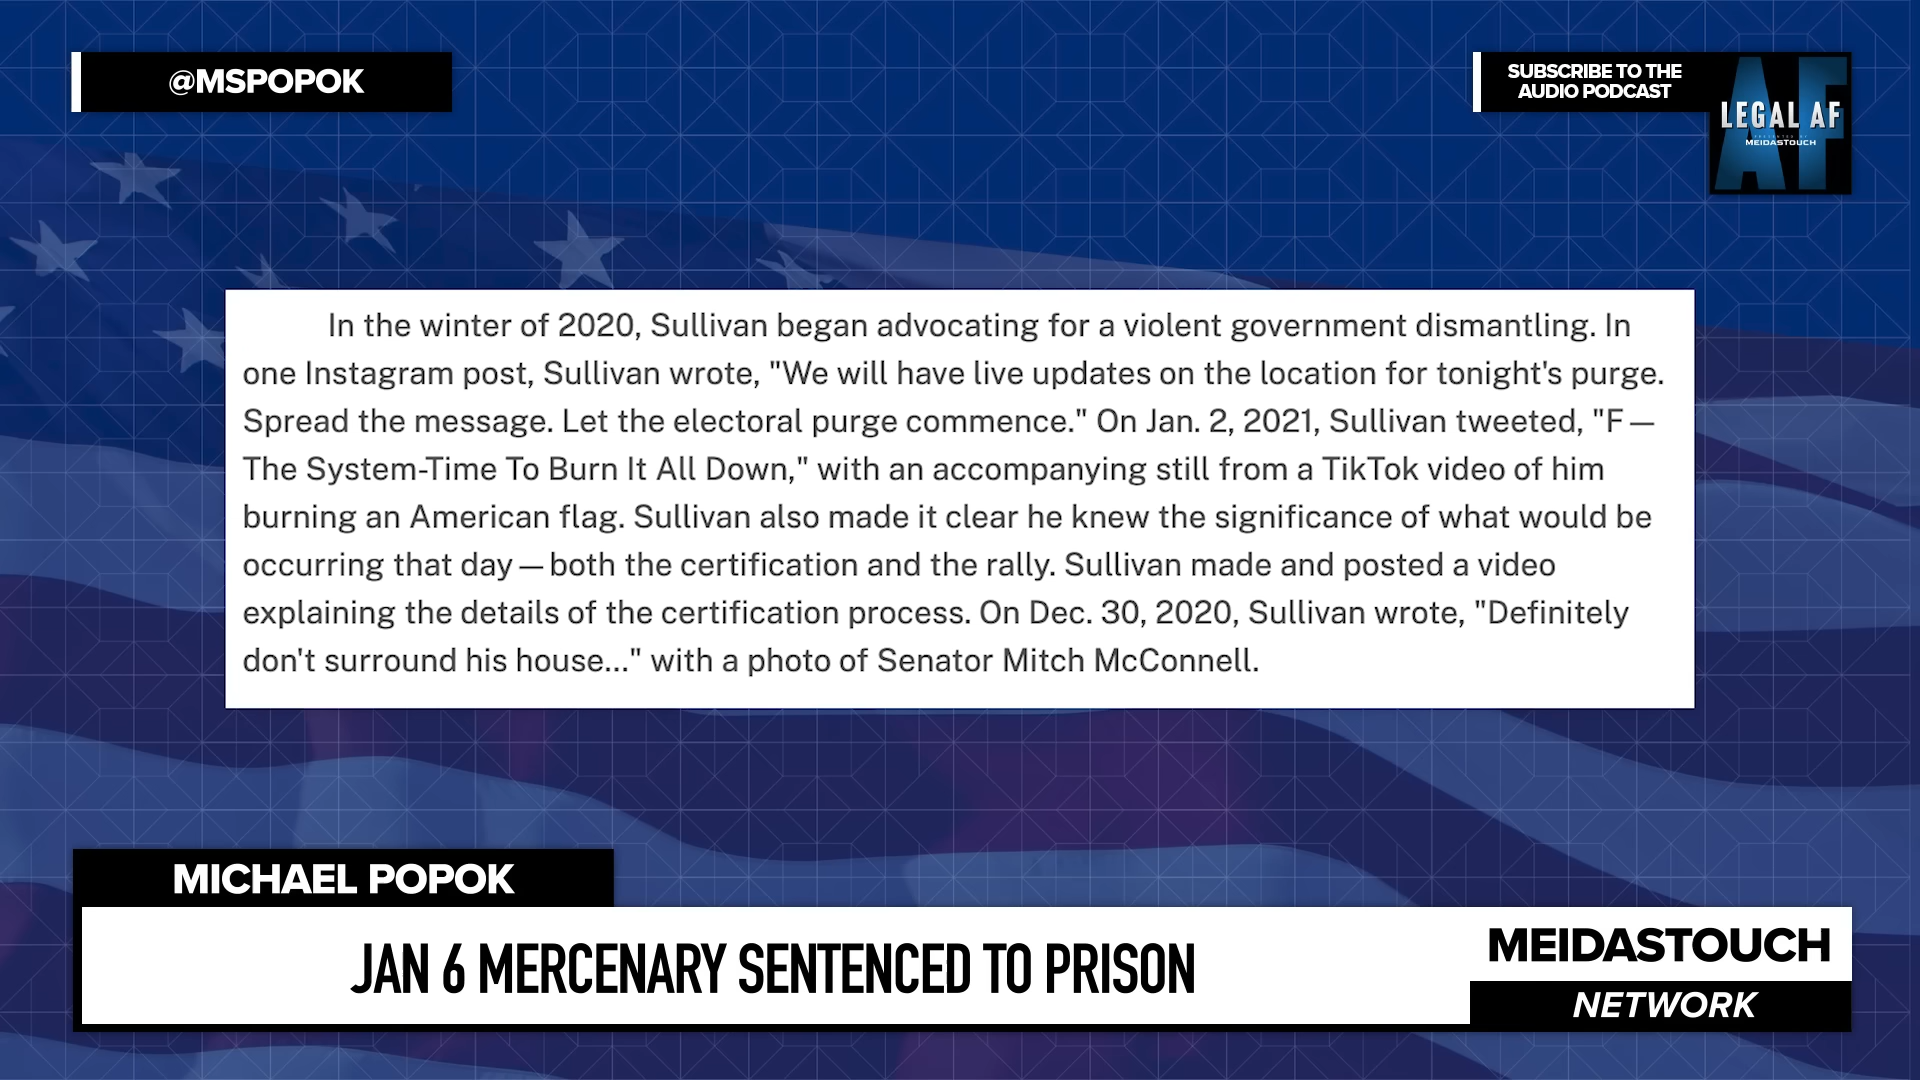 @MSPOPOK
SUBSCRIBE TO THE
AUDIO PODCAST
LEGAL AF
PRESENTED BY
MEIDASTOUCH
In the winter of 2020, Sullivan began advocating for a violent government dismantling. In
one Instagram post, Sullivan wrote, "We will have live updates on the location for tonight's purge.
Spread the message. Let the electoral purge commence." On Jan. 2, 2021, Sullivan tweeted, "F—
The System-Time To Burn It All Down," with an accompanying still from a TikTok video of him
burning an American flag. Sullivan also made it clear he knew the significance of what would be
occurring that day—both the certification and the rally. Sullivan made and posted a video
explaining the details of the certification process. On Dec. 30, 2020, Sullivan wrote, "Definitely
don't surround his house..." with a photo of Senator Mitch McConnell.
MICHAEL POPOK
JAN 6 MERCENARY SENTENCED TO PRISON
MEIDASTOUCH
NETWORK